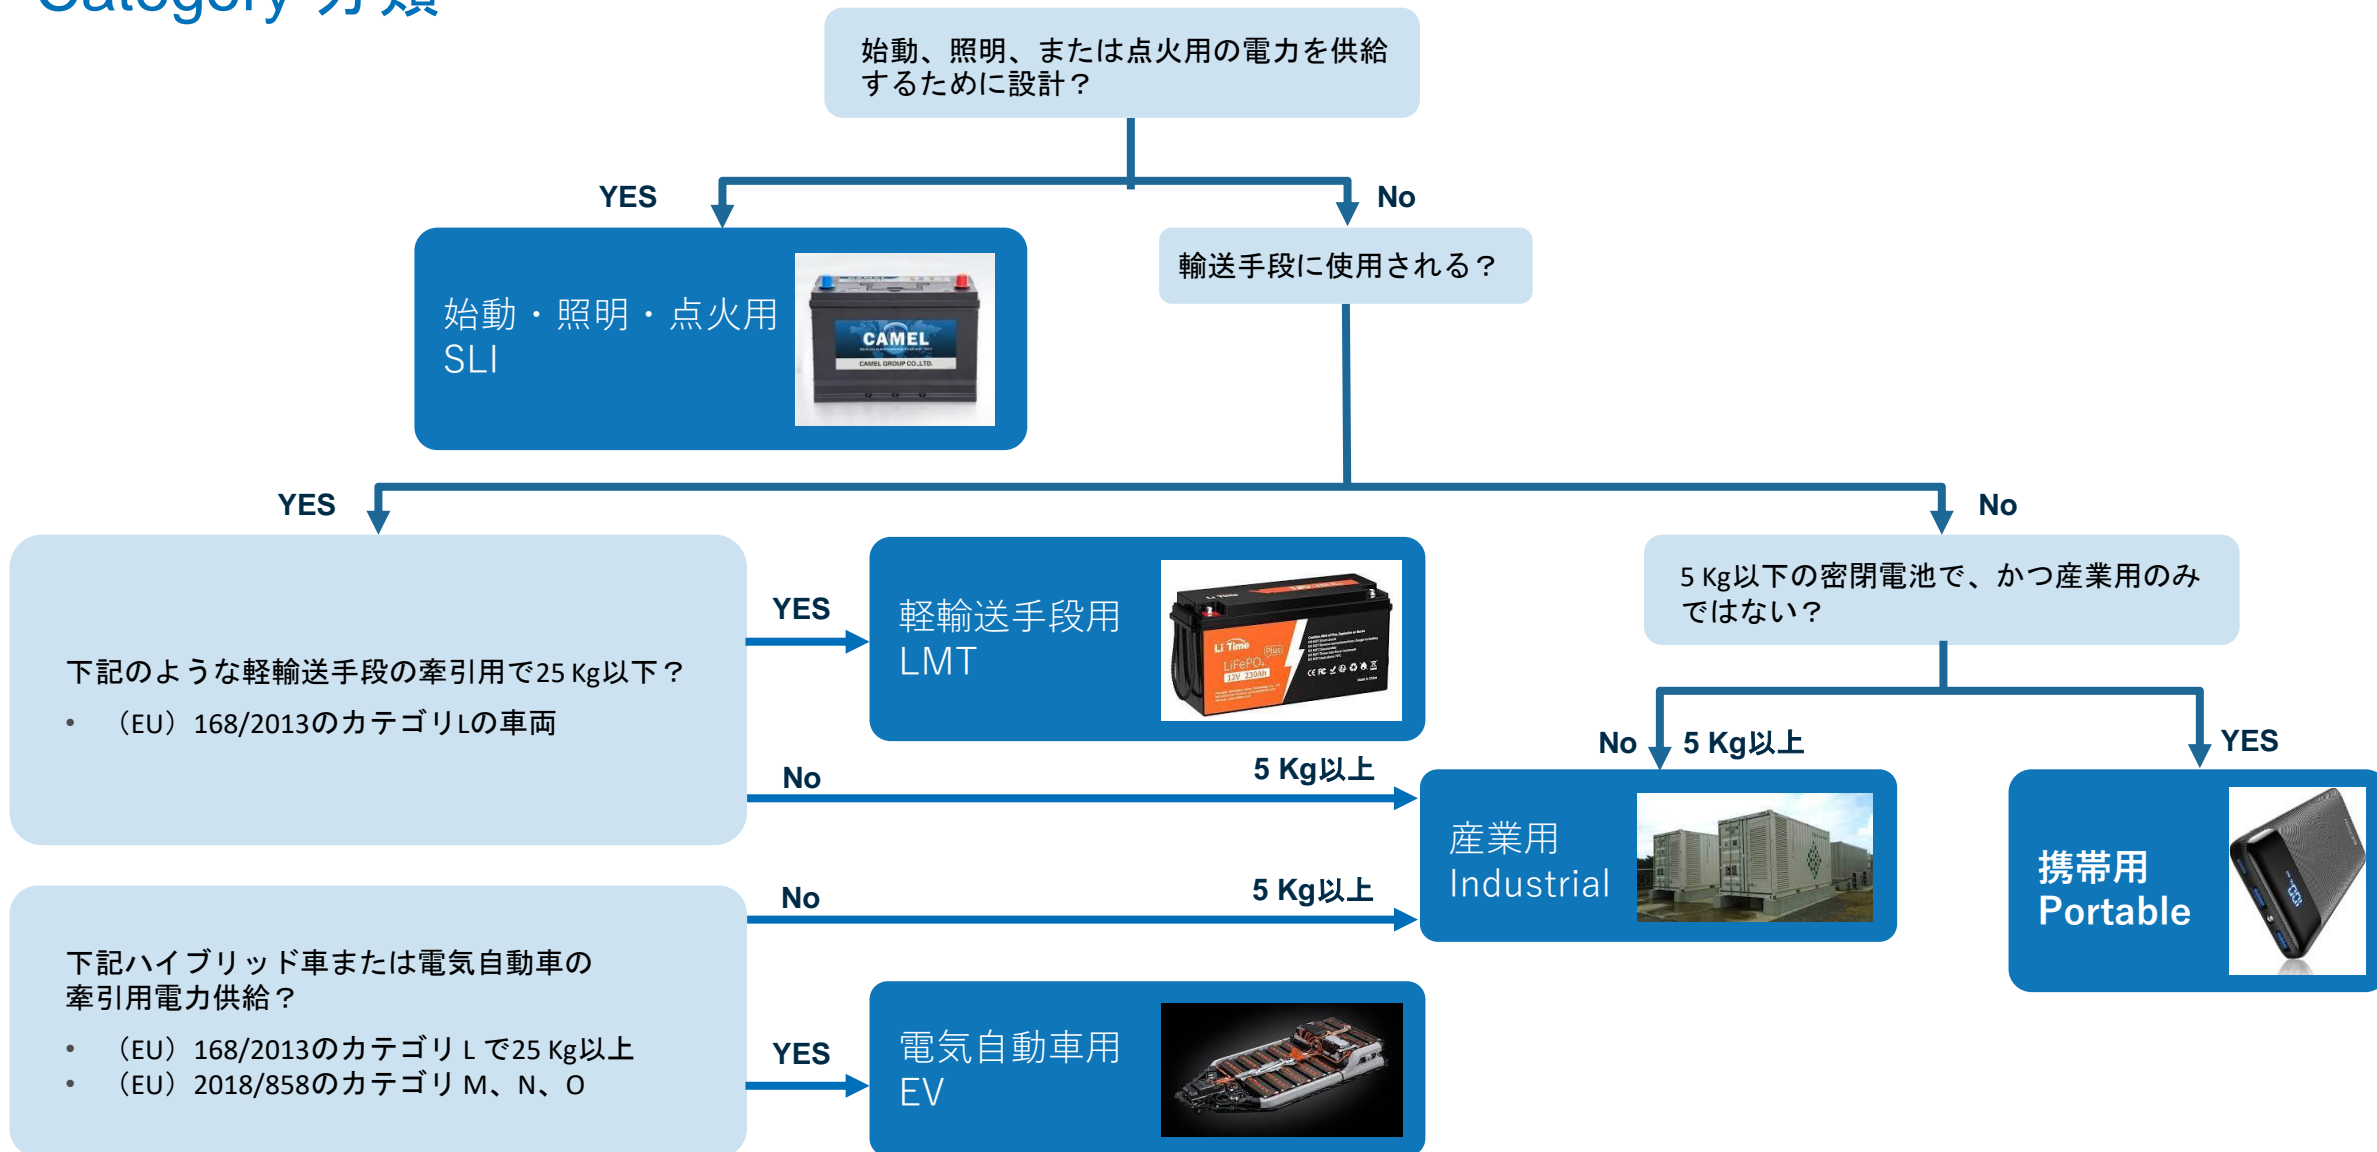 Category 分類
始動、照明、または点火用の電力を供給
するために設計？
YES
No
始動・照明・点火用
SLI
CAMEL
CAMEL GROUP CO.,LTD.
輸送手段に使用される？
YES
No
下記のような軽輸送手段の牽引用で25 Kg以下？
• （EU）168/2013のカテゴリLの車両
YES
軽輸送手段用
LMT
Li Time
LiFePO₄
Plus
12V 230Ah
5 Kg以下の密閉電池で、かつ産業用のみ
ではない？
No
5 Kg以上
No
5 Kg以上
YES
産業用
Industrial
携帯用
Portable
下記ハイブリッド車または電気自動車の
牽引用電力供給？
• （EU）168/2013のカテゴリ L で25 Kg以上
• （EU）2018/858のカテゴリ M、N、O
No
5 Kg以上
YES
電気自動車用
EV